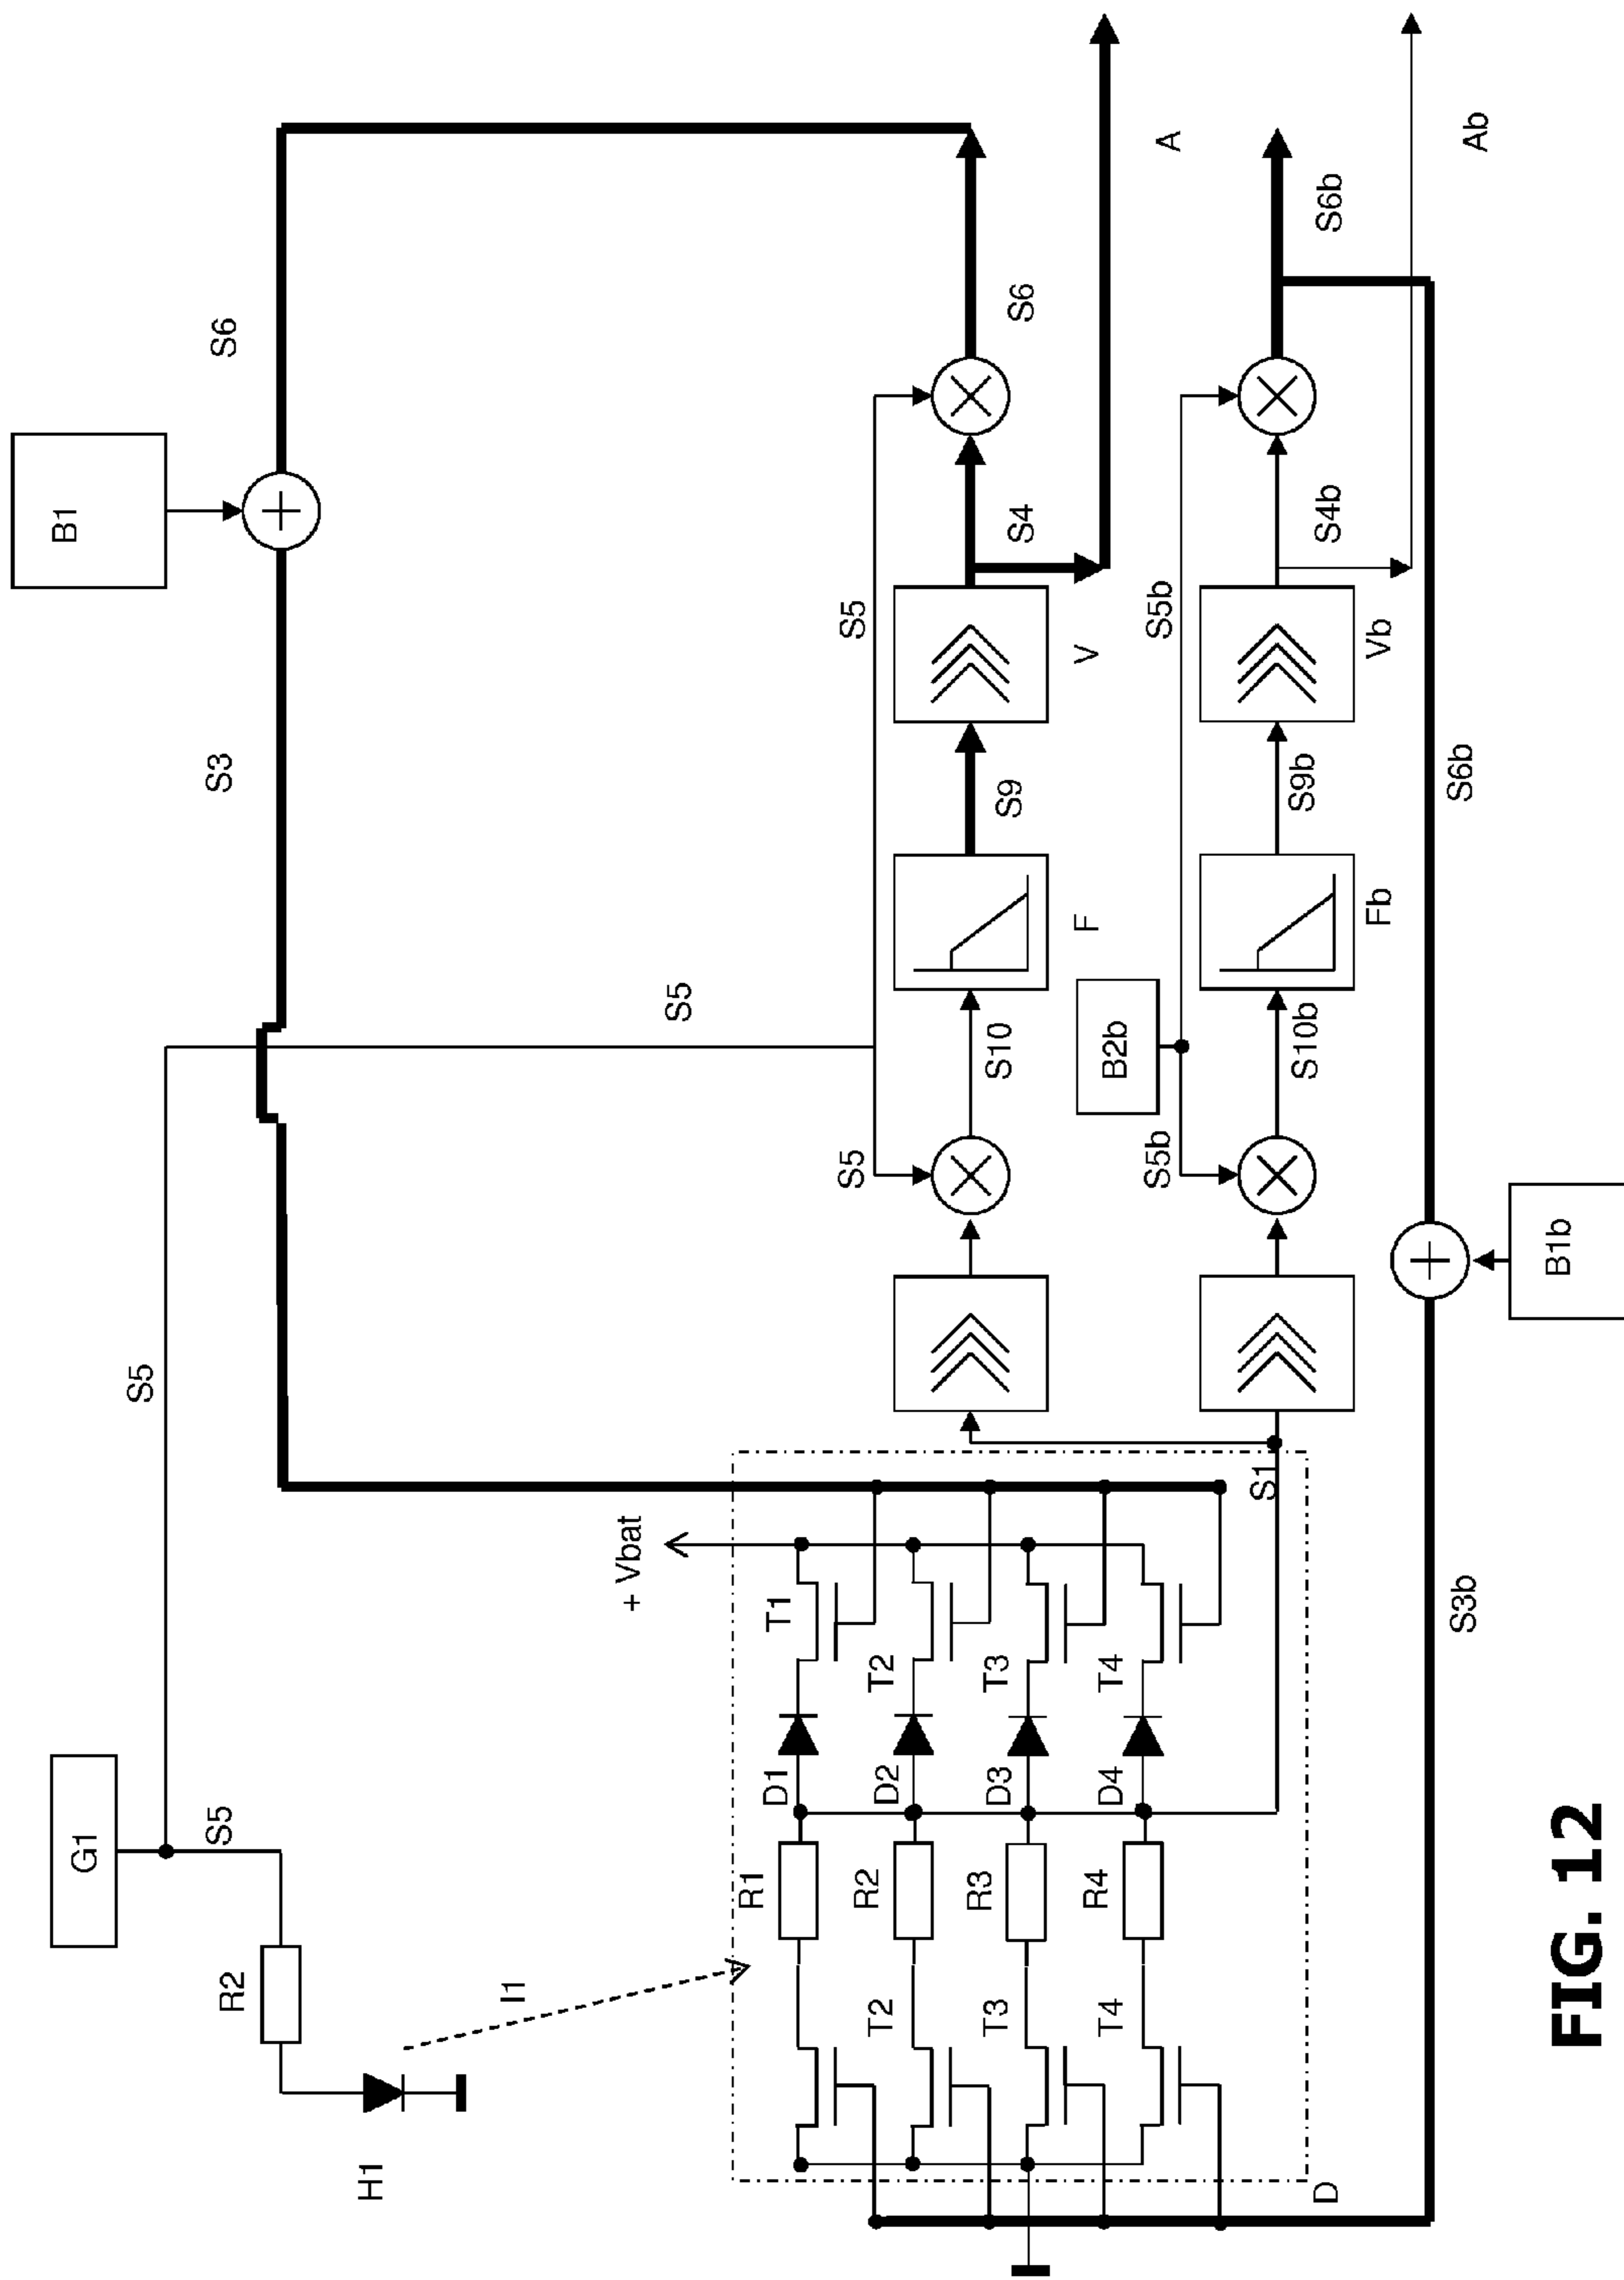 B1
S6
S3
S5
G1
S5
R2
H1
I1
S5
S5
S5
S6
S4
V
S9
F
S10
A
+ Vbat
T1
T2
T3
T4
D1
D2
D3
D4
R1
R2
R3
R4
T2
T3
T4
S1
D
B2b
S5b
S5b
S6b
S4b
Vb
S9b
Fb
S10b
Ab
S6b
B1b
S3b
FIG. 12